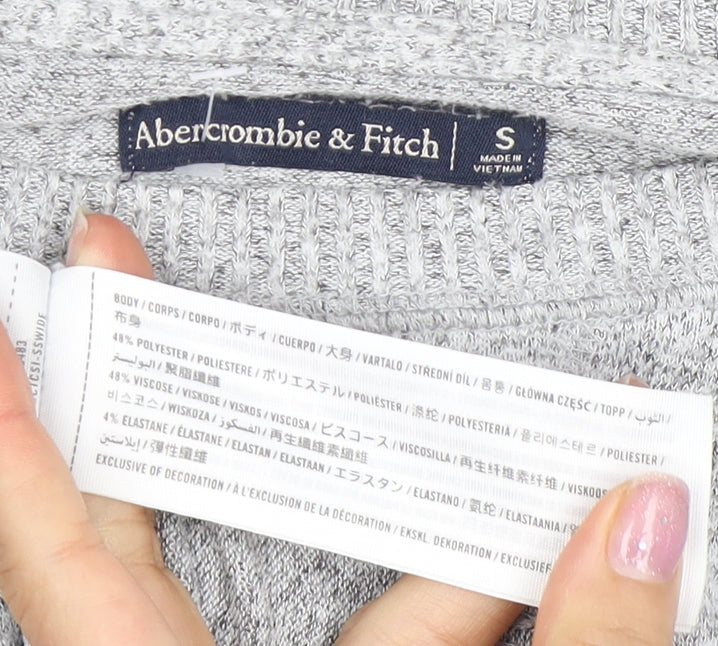 Abercrombie & Fitch | S
MADE IN
VIETNAM
483
C/CSI-SSWIDE
BODY / CORPS / CORPO / ボディ / CUERPO / 大身 / VARTALO / STŘEDNÍ DÍL / 몸통 / GŁÓWNA CZĘŚĆ / TOPP / الثوب /
布身
48% POLYESTER / POLIESTERE / ポリエステル / POLIÉSTER / 涤纶 / POLYESTERIA / 폴리에스테르 / POLIESTER /
البوليستر / 聚脂纖維
48% VISCOSE / VISKOSE / VISKOS / VISCOSA / ビスコース / VISCOSILLA / 再生纤维素纤维 /
비스코스 / WISKOZA / الفسكوز / 再生纖維素纖維
4% ELASTANE / ÉLASTANE / ELASTAN / ELASTAAN / エラスタン / ELASTANO / 氨纶 / ELASTAANIA /
إيلاستين / 彈性纖維
EXCLUSIVE OF DECORATION / À L'EXCLUSION DE LA DÉCORATION / EKSKL. DEKORATION /